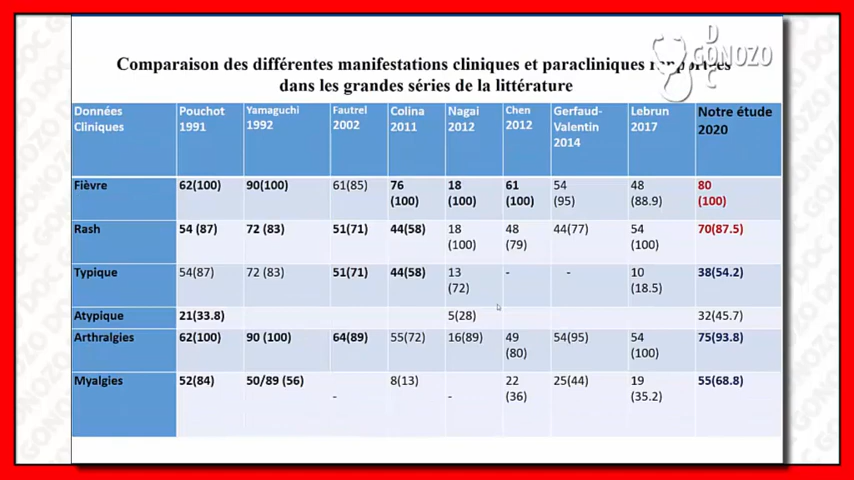 Comparaison des différentes manifestations cliniques et paracliniques rapportées
dans les grandes séries de la littérature
D
GONOZO
C
Données Cliniques Pouchot 1991 Yamaguchi 1992 Fautrel 2002 Colina 2011 Nagai 2012 Chen 2012 Gerfaud-Valentin 2014 Lebrun 2017 Notre étude 2020
Fièvre 62(100) 90(100) 61(85) 76 (100) 18 (100) 61 (100) 54 (95) 48 (88.9) 80 (100)
Rash 54 (87) 72 (83) 51(71) 44(58) 18 (100) 48 (79) 44(77) 54 (100) 70(87.5)
Typique 54(87) 72 (83) 51(71) 44(58) 13 (72) - - 10 (18.5) 38(54.2)
Atypique 21(33.8) 5(28) 32(45.7)
Arthralgies 62(100) 90 (100) 64(89) 55(72) 16(89) 49 (80) 54(95) 54 (100) 75(93.8)
Myalgies 52(84) 50/89 (56) - 8(13) - 22 (36) 25(44) 19 (35.2) 55(68.8)